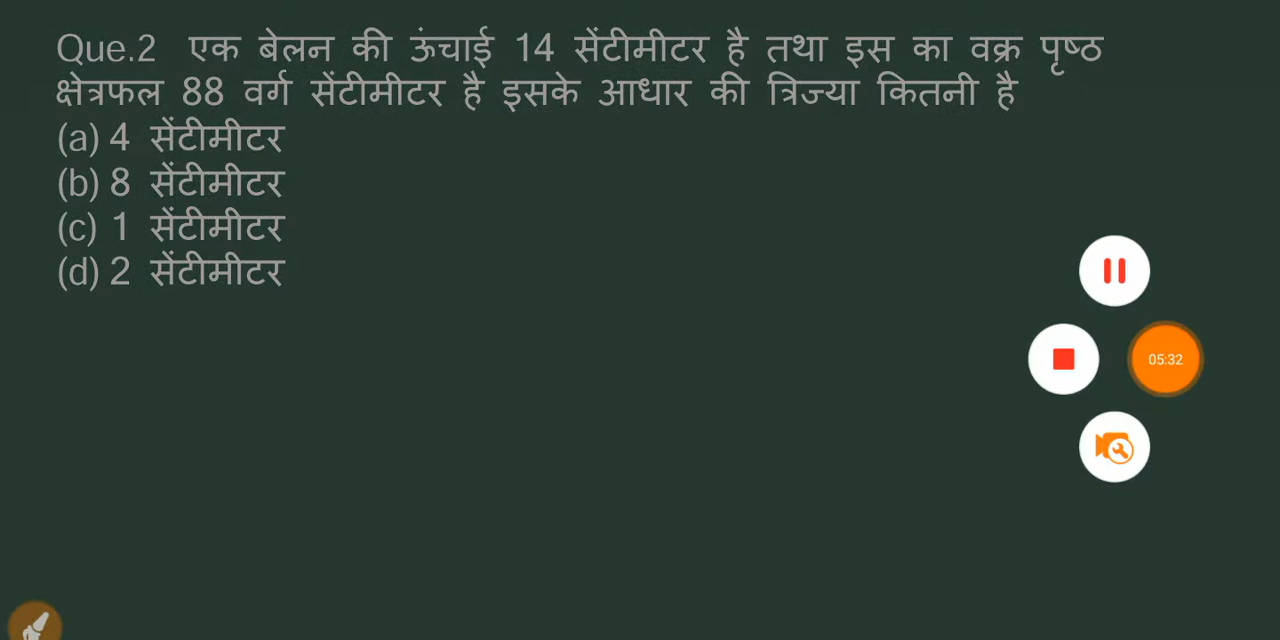 Que.2 एक बेलन की ऊंचाई 14 सेंटीमीटर है तथा इस का वक्र पृष्ठ
क्षेत्रफल 88 वर्ग सेंटीमीटर है इसके आधार की त्रिज्या कितनी है
(a) 4 सेंटीमीटर
(b) 8 सेंटीमीटर
(c) 1 सेंटीमीटर
(d) 2 सेंटीमीटर
05:32